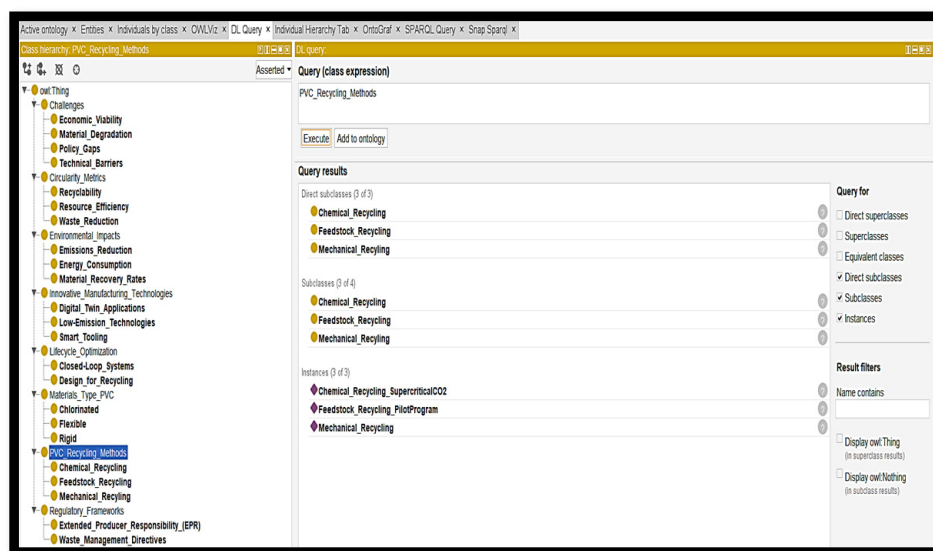 Active ontology × Entities × Individuals by class × OWLViz × DL Query × Individual Hierarchy Tab × OntoGraf × SPARQL Query × Snap Sparql ×
Class hierarchy: PVC_Recycling_Methods
Asserted
owl:Thing
Challenges
Economic_Viability
Material_Degradation
Policy_Gaps
Technical_Barriers
Circularity_Metrics
Recyclability
Resource_Efficiency
Waste_Reduction
Environmental_Impacts
Emissions_Reduction
Energy_Consumption
Material_Recovery_Rates
Innovative_Manufacturing_Technologies
Digital_Twin_Applications
Low-Emission_Technologies
Smart_Tooling
Lifecycle_Optimization
Closed-Loop_Systems
Design_for_Recycling
Materials_Type_PVC
Chlorinated
Flexible
Rigid
PVC_Recycling_Methods
Chemical_Recycling
Feedstock_Recycling
Mechanical_Recyling
Regulatory_Frameworks
Extended_Producer_Responsibility_(EPR)
Waste_Management_Directives
DL query:
Query (class expression)
PVC_Recycling_Methods
Execute Add to ontology
Query results
Direct subclasses (3 of 3)
Chemical_Recycling ?
Feedstock_Recycling ?
Mechanical_Recyling ?
Subclasses (3 of 4)
Chemical_Recycling ?
Feedstock_Recycling ?
Mechanical_Recyling ?
Instances (3 of 3)
Chemical_Recycling_SupercriticalCO2 ?
Feedstock_Recycling_PilotProgram ?
Mechanical_Recycling ?
Query for
Direct superclasses
Superclasses
Equivalent classes
Direct subclasses
Subclasses
Instances
Result filters
Name contains
Display owl:Thing
(in superclass results)
Display owl:Nothing
(in subclass results)